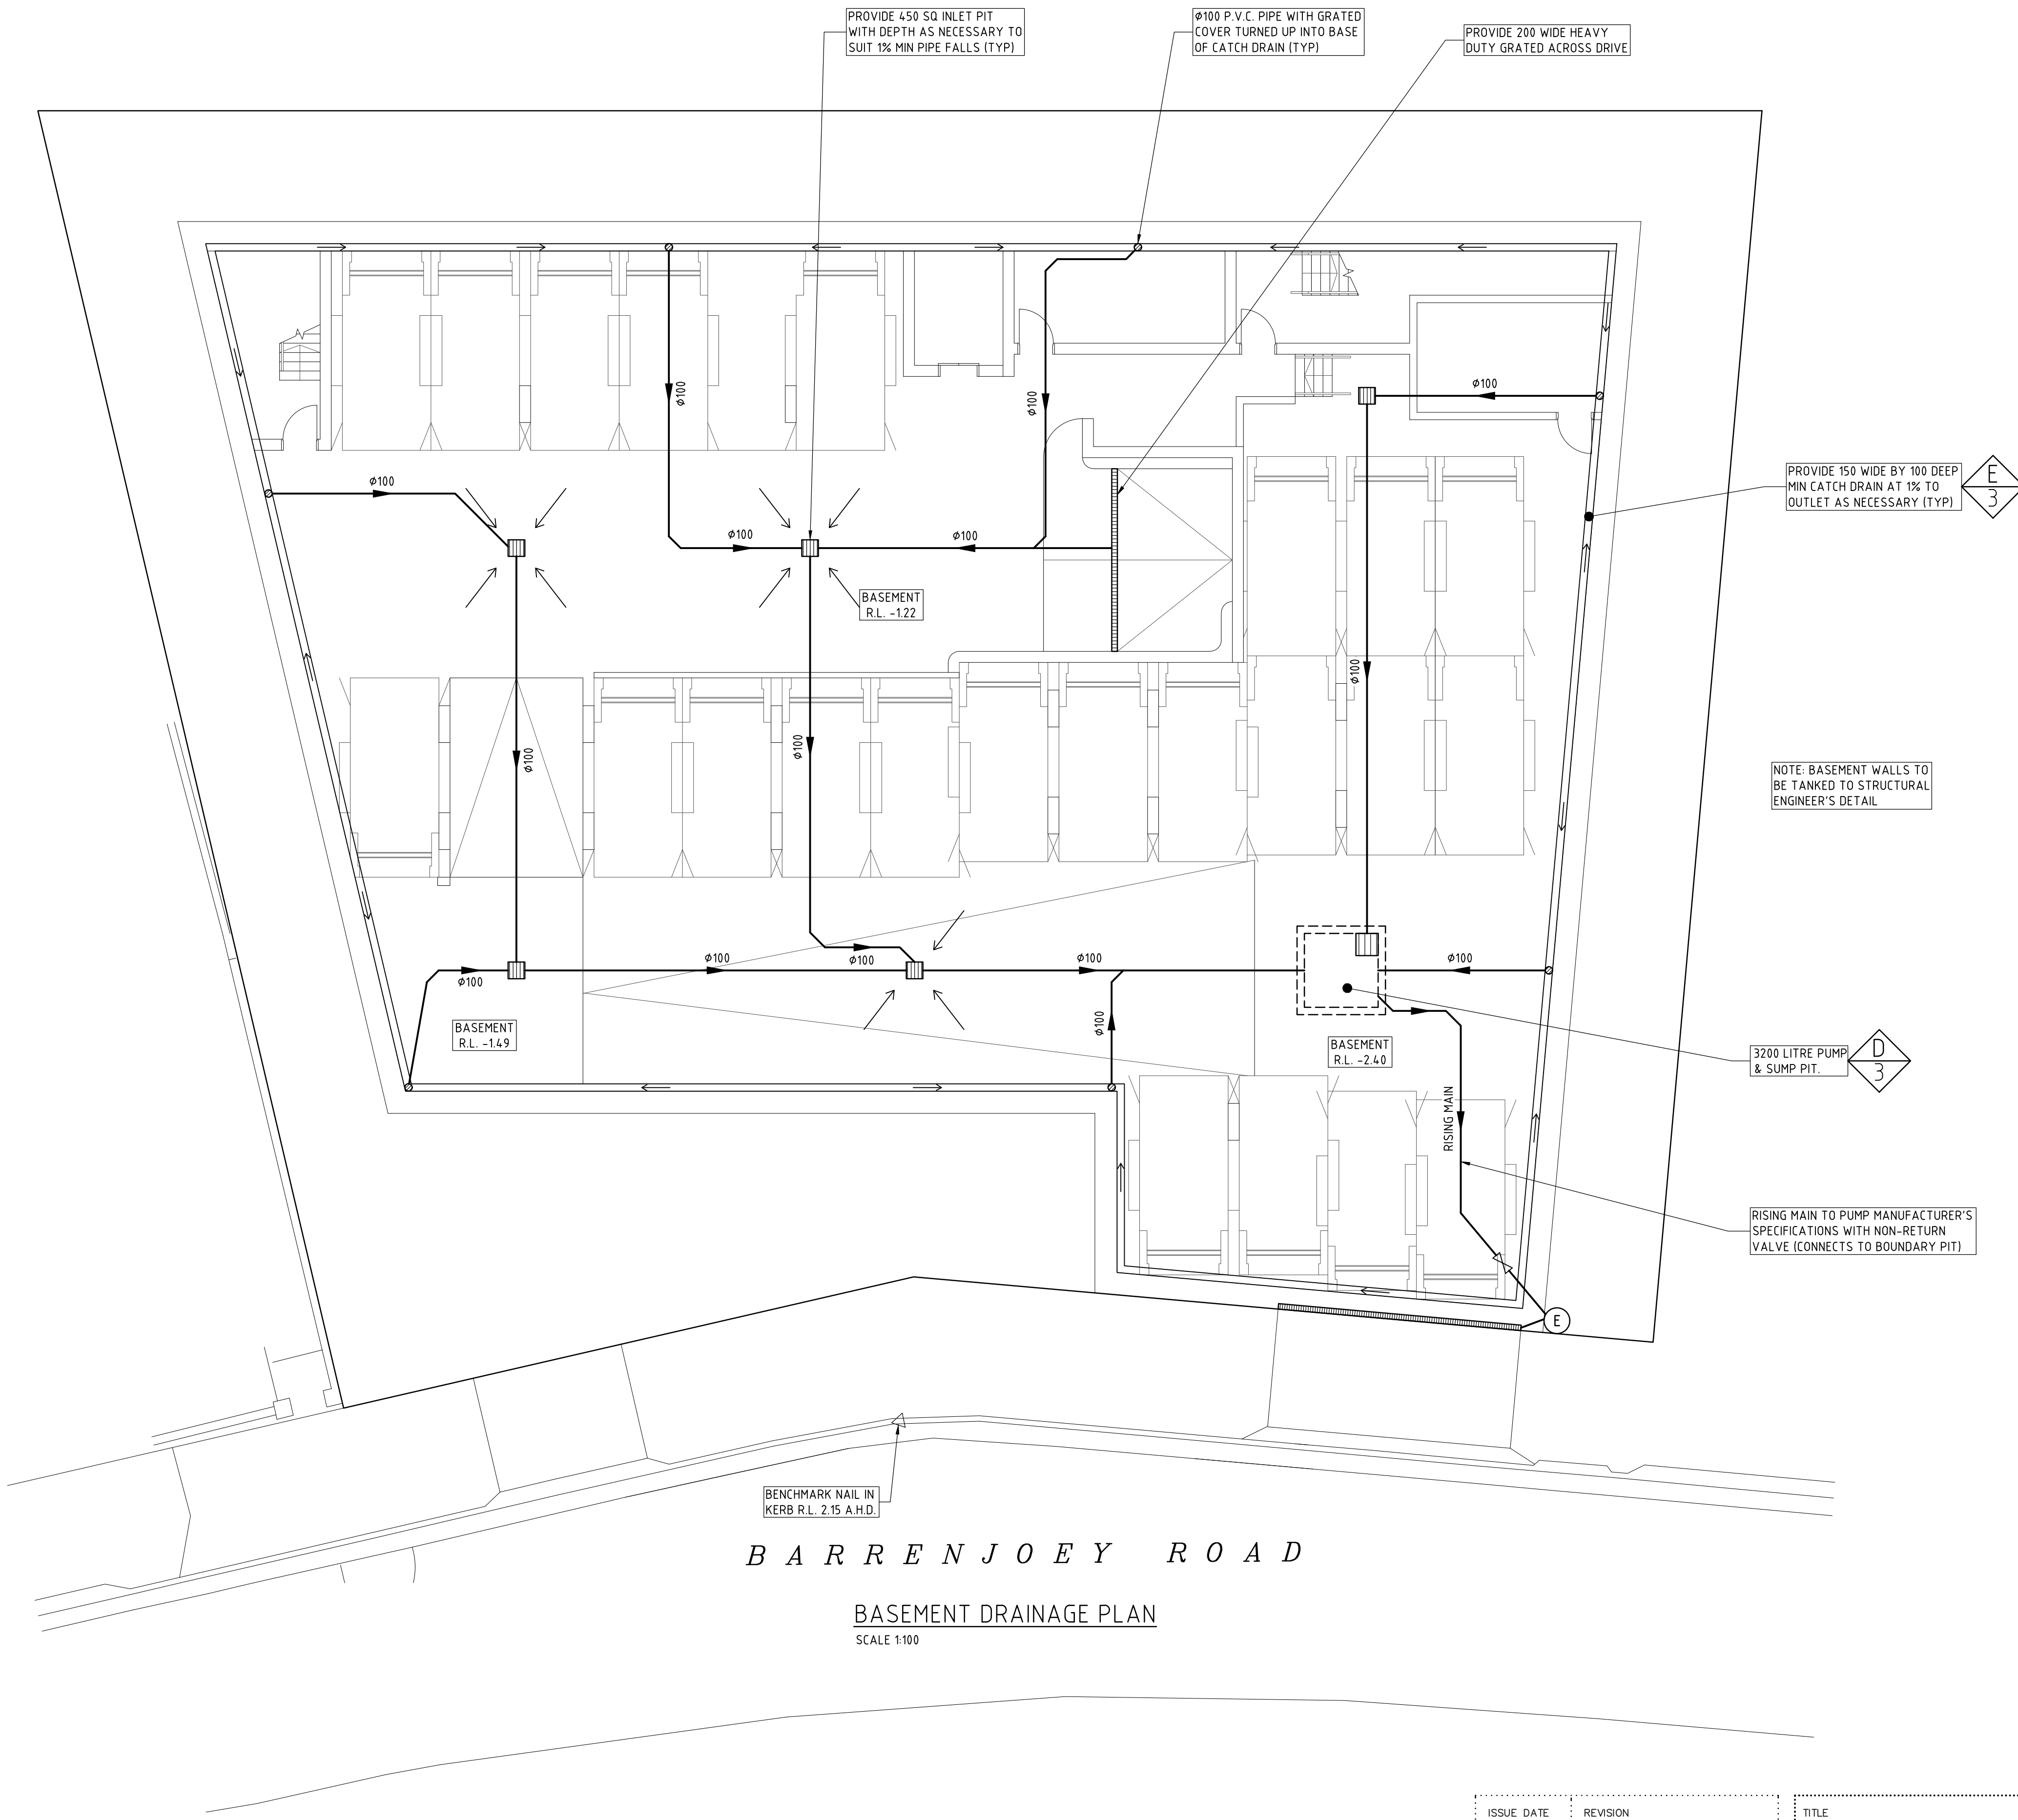 PROVIDE 450 SQ INLET PIT
WITH DEPTH AS NECESSARY TO
SUIT 1% MIN PIPE FALLS (TYP)
Ø100 P.V.C. PIPE WITH GRATED
COVER TURNED UP INTO BASE
OF CATCH DRAIN (TYP)
PROVIDE 200 WIDE HEAVY
DUTY GRATED ACROSS DRIVE
Ø100
Ø100
Ø100
Ø100
Ø100
Ø100
PROVIDE 150 WIDE BY 100 DEEP
MIN CATCH DRAIN AT 1% TO
OUTLET AS NECESSARY (TYP)
E
3
BASEMENT
R.L. -1.22
Ø100
Ø100
Ø100
NOTE: BASEMENT WALLS TO
BE TANKED TO STRUCTURAL
ENGINEER'S DETAIL
Ø100
Ø100
Ø100
Ø100
Ø100
Ø100
BASEMENT
R.L. -1.49
BASEMENT
R.L. -2.40
3200 LITRE PUMP
& SUMP PIT.
D
3
RISING MAIN
RISING MAIN TO PUMP MANUFACTURER'S
SPECIFICATIONS WITH NON-RETURN
VALVE (CONNECTS TO BOUNDARY PIT)
E
BENCHMARK NAIL IN
KERB R.L. 2.15 A.H.D.
BARRENJOEY ROAD
BASEMENT DRAINAGE PLAN
SCALE 1:100
ISSUE DATE
REVISION
TITLE